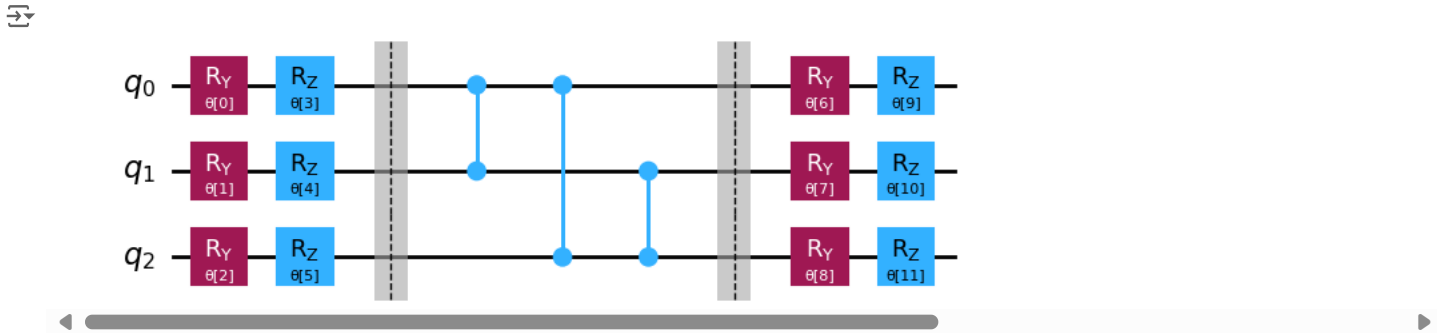 q0 RY θ[0] RZ θ[3] RY θ[6] RZ θ[9]
q1 RY θ[1] RZ θ[4] RY θ[7] RZ θ[10]
q2 RY θ[2] RZ θ[5] RY θ[8] RZ θ[11]